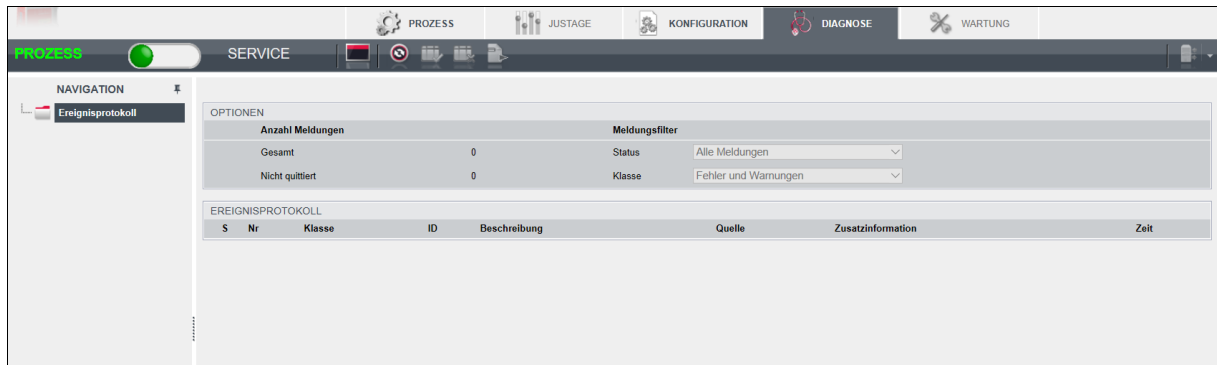 PROZESS JUSTAGE KONFIGURATION DIAGNOSE WARTUNG
PROZESS SERVICE
NAVIGATION
Ereignisprotokoll
OPTIONEN
Anzahl Meldungen Meldungsfilter
Gesamt 0 Status Alle Meldungen
Nicht quittiert 0 Klasse Fehler und Warnungen
EREIGNISPROTOKOLL
S Nr Klasse ID Beschreibung Quelle Zusatzinformation Zeit